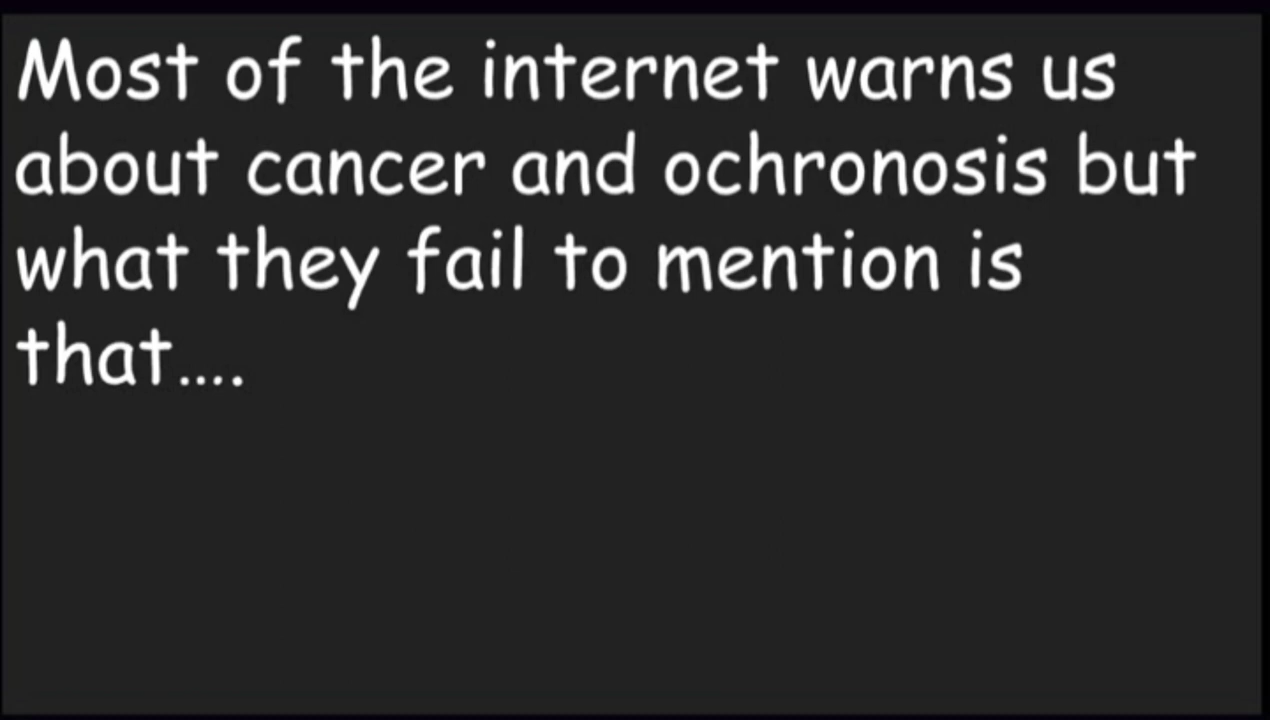 Most of the internet warns us
about cancer and ochronosis but
what they fail to mention is
that....